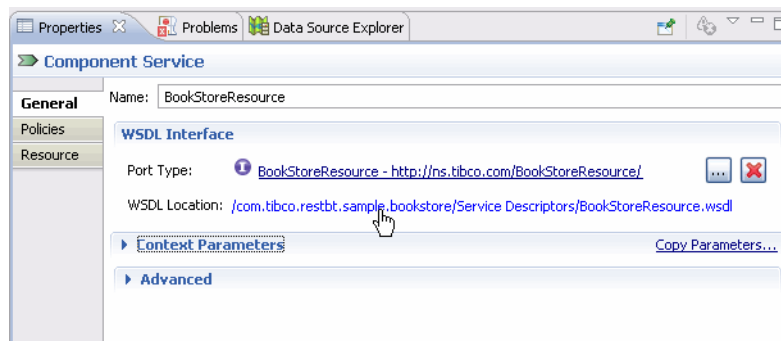 Properties Problems Data Source Explorer
Component Service
General
Policies
Resource
Name: BookStoreResource
WSDL Interface
Port Type: BookStoreResource - http://ns.tibco.com/BookStoreResource/ ...
WSDL Location: /com.tibco.restbt.sample.bookstore/Service Descriptors/BookStoreResource.wsdl
Context Parameters Copy Parameters...
Advanced